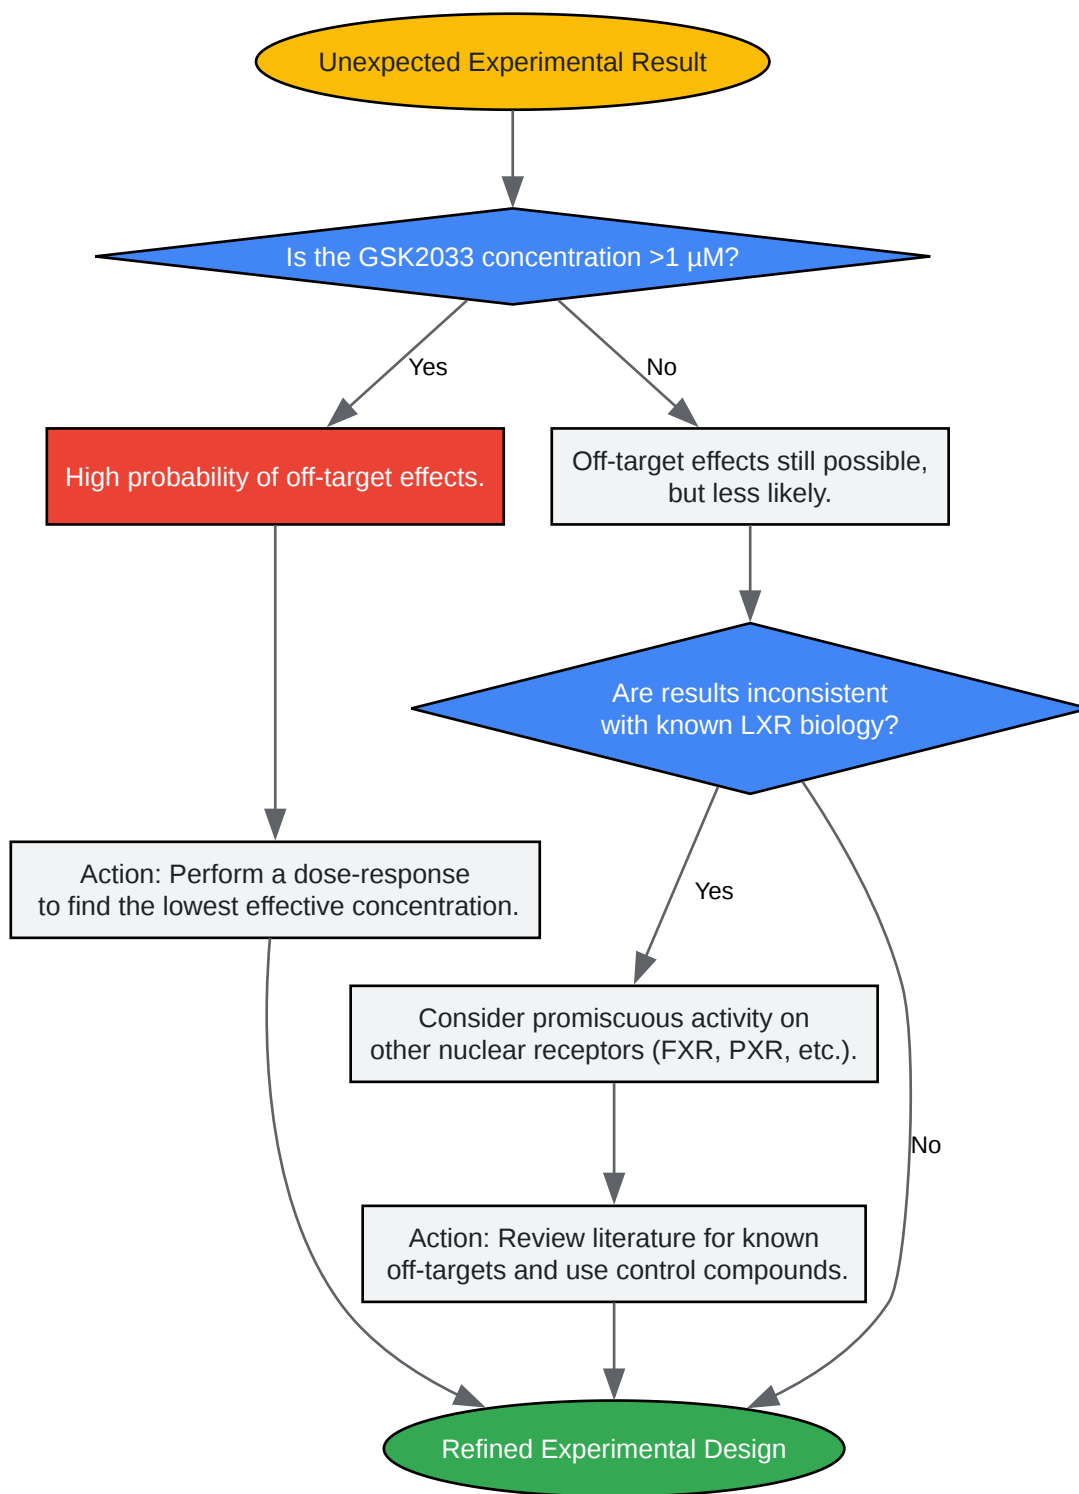 Unexpected Experimental Result
Is the GSK2033 concentration >1 µM?
Yes
No
High probability of off-target effects.
Off-target effects still possible,
but less likely.
Are results inconsistent
with known LXR biology?
Action: Perform a dose-response
to find the lowest effective concentration.
Yes
Consider promiscuous activity on
other nuclear receptors (FXR, PXR, etc.).
No
Action: Review literature for known
off-targets and use control compounds.
Refined Experimental Design